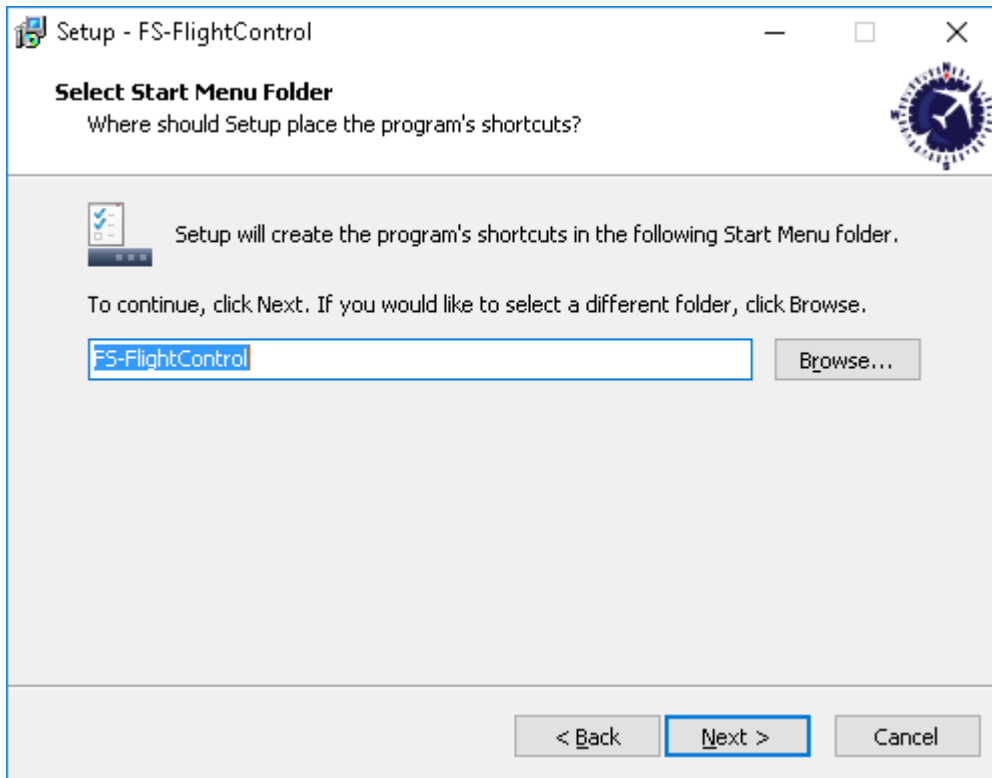 Setup - FS-FlightControl
Select Start Menu Folder
Where should Setup place the program's shortcuts?
Setup will create the program's shortcuts in the following Start Menu folder.
To continue, click Next. If you would like to select a different folder, click Browse.
FS-FlightControl
Browse...
< Back
Next >
Cancel